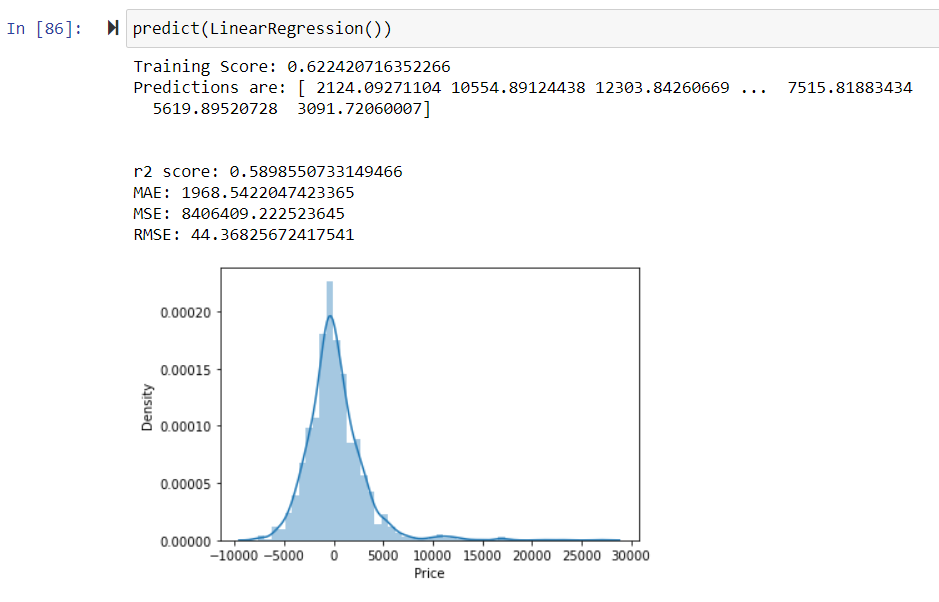 In [86]:
predict(LinearRegression())
Training Score: 0.622420716352266
Predictions are: [ 2124.09271104 10554.89124438 12303.84260669 ...  7515.81883434
5619.89520728  3091.72060007]
r2 score: 0.5898550733149466
MAE: 1968.5422047423365
MSE: 8406409.222523645
RMSE: 44.36825672417541
0.00020
0.00015
0.00010
0.00005
0.00000
Density
−10000 −5000 0 5000 10000 15000 20000 25000 30000
Price